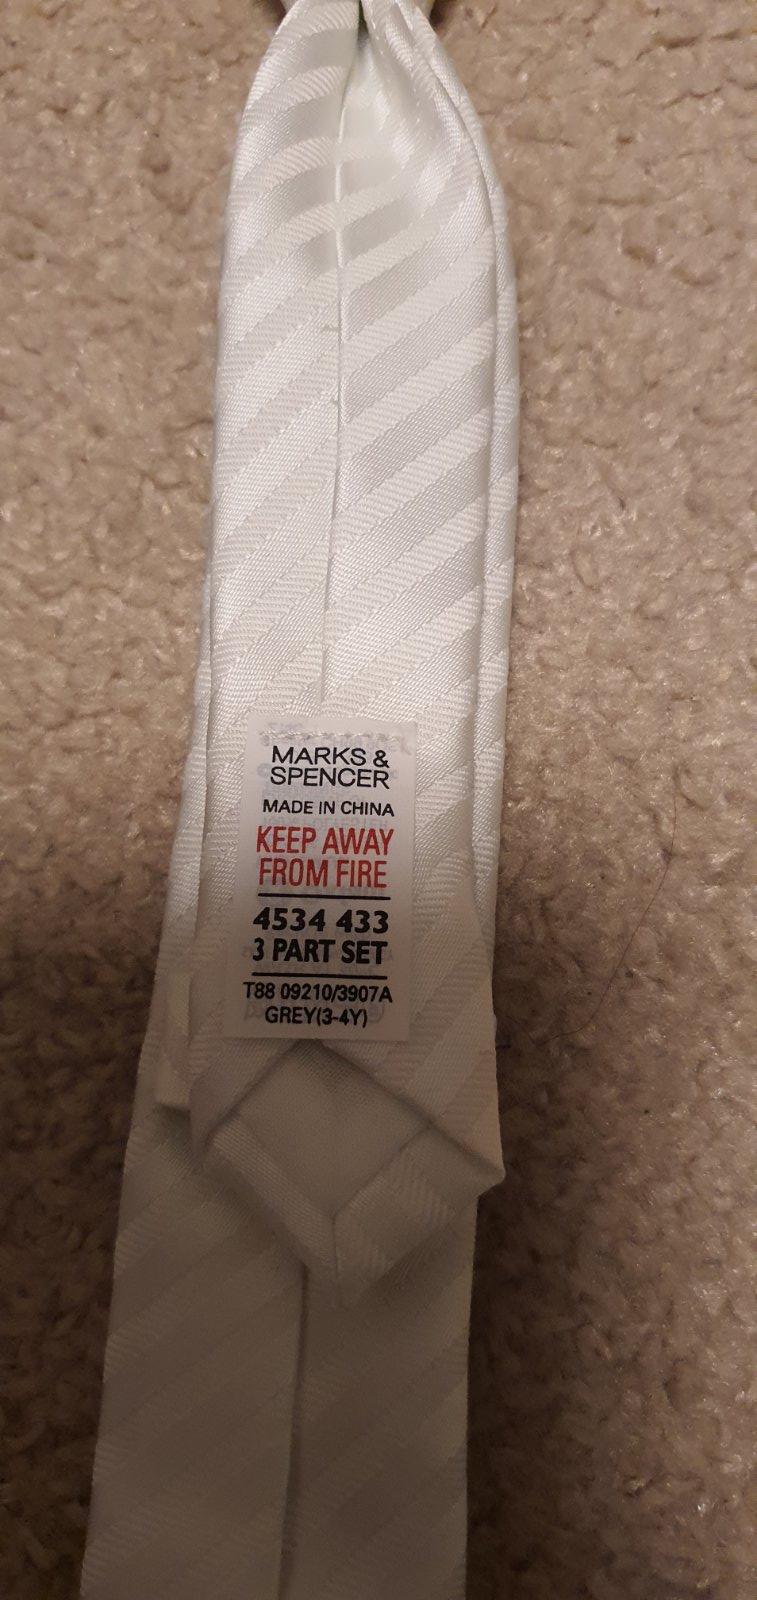 MARKS &
SPENCER
MADE IN CHINA
KEEP AWAY
FROM FIRE
4534 433
3 PART SET
T88 09210/3907A
GREY(3-4Y)